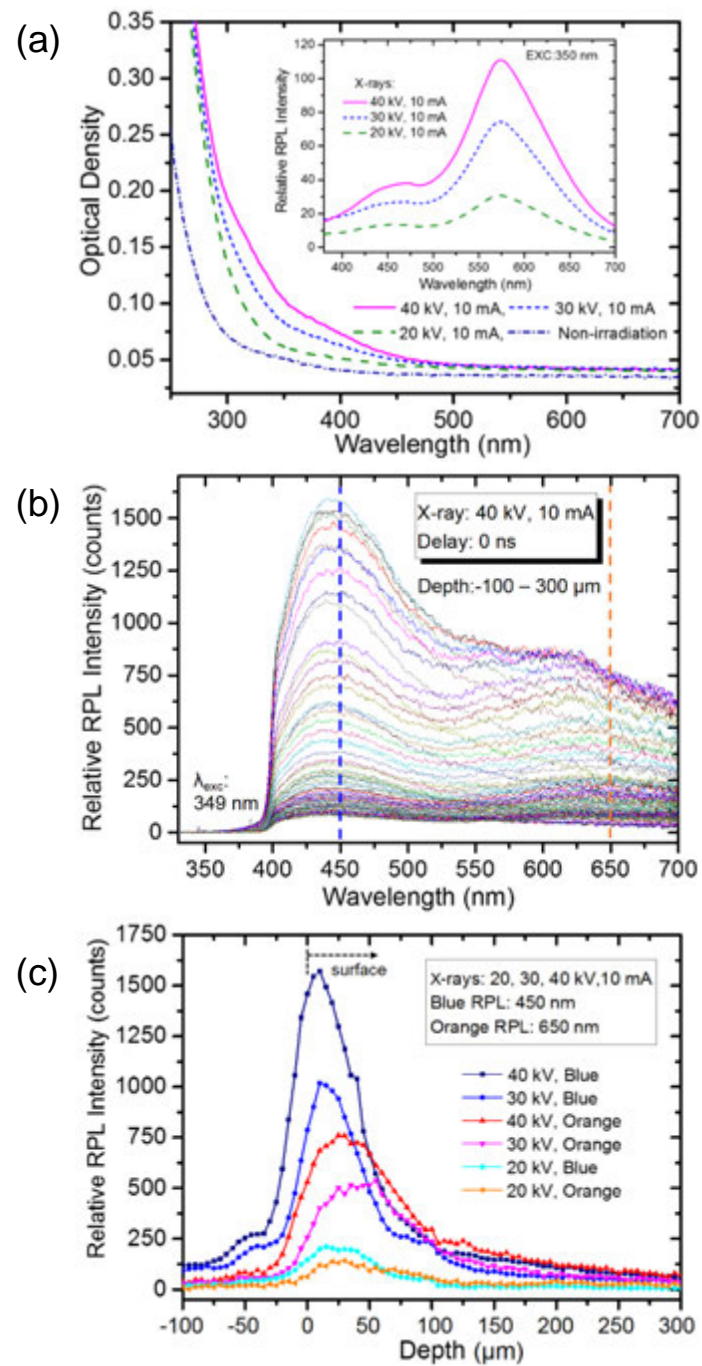 (a)
0.35
0.30
0.25
0.20
0.15
0.10
0.05
Optical Density
300 400 500 600 700
Wavelength (nm)
120
100
80
60
40
20
0
Relative RPL Intensity
EXC:350 nm
X-rays:
40 kV, 10 mA
30 kV, 10 mA
20 kV, 10 mA
400 450 500 550 600 650 700
Wavelength (nm)
40 kV, 10 mA, 30 kV, 10 mA
20 kV, 10 mA, Non-irradiation
(b)
1500
1250
1000
750
500
250
0
Relative RPL Intensity (counts)
X-ray: 40 kV, 10 mA
Delay: 0 ns
Depth:-100 – 300 µm
λexc:
349 nm
350 400 450 500 550 600 650 700
Wavelength (nm)
(c)
1750
1500
1250
1000
750
500
250
0
Relative RPL Intensity (counts)
surface
X-rays: 20, 30, 40 kV,10 mA
Blue RPL: 450 nm
Orange RPL: 650 nm
40 kV, Blue
30 kV, Blue
40 kV, Orange
30 kV, Orange
20 kV, Blue
20 kV, Orange
-100 -50 0 50 100 150 200 250 300
Depth (µm)